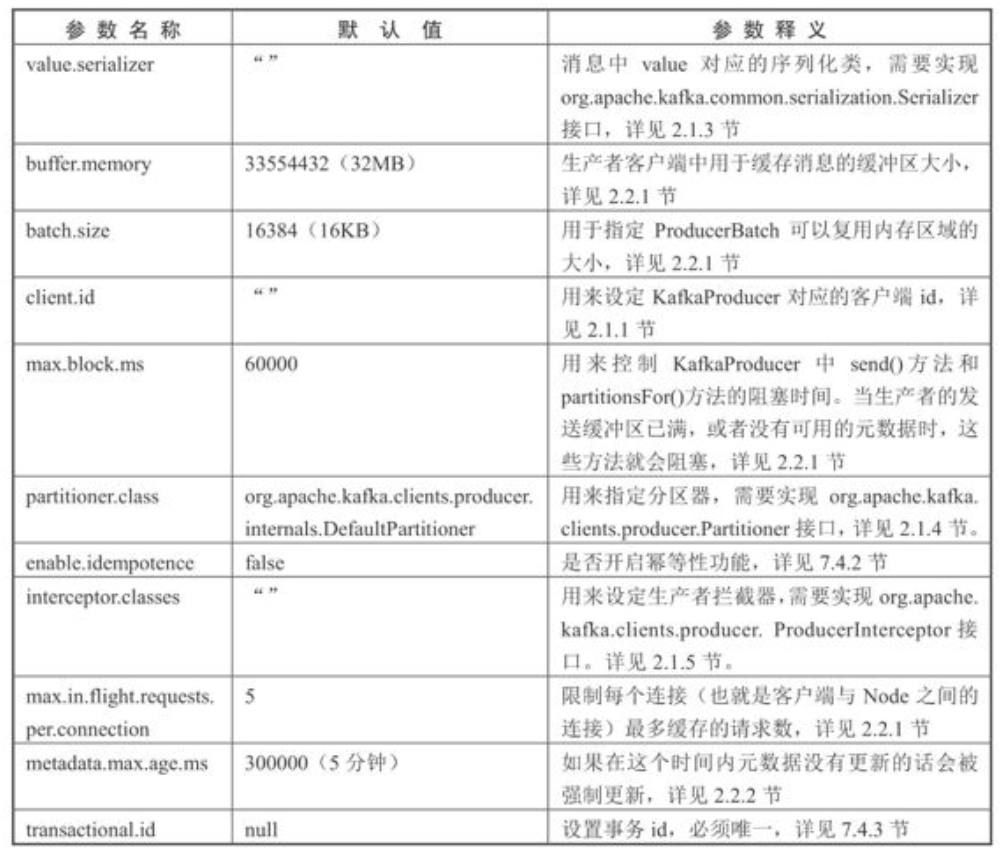 参数名称 默认值 参数释义
value.serializer “” 消息中 value 对应的序列化类，需要实现
org.apache.kafka.common.serialization.Serializer
接口，详见 2.1.3 节
buffer.memory 33554432（32MB） 生产者客户端中用于缓存消息的缓冲区大小，
详见 2.2.1 节
batch.size 16384（16KB） 用于指定 ProducerBatch 可以复用内存区域的
大小，详见 2.2.1 节
client.id “” 用来设定 KafkaProducer 对应的客户端 id，详
见 2.1.1 节
max.block.ms 60000 用来控制 KafkaProducer 中 send()方法和
partitionsFor()方法的阻塞时间。当生产者的发
送缓冲区已满，或者没有可用的元数据时，这
些方法就会阻塞，详见 2.2.1 节
partitioner.class org.apache.kafka.clients.producer. 用来指定分区器，需要实现 org.apache.kafka.
internals.DefaultPartitioner clients.producer.Partitioner 接口，详见 2.1.4 节。
enable.idempotence false 是否开启幂等性功能，详见 7.4.2 节
interceptor.classes “” 用来设定生产者拦截器，需要实现 org.apache.
kafka.clients.producer. ProducerInterceptor 接
口。详见 2.1.5 节。
max.in.flight.requests. 5 限制每个连接（也就是客户端与 Node 之间的
per.connection 连接）最多缓存的请求数，详见 2.2.1 节
metadata.max.age.ms 300000（5 分钟） 如果在这个时间内元数据没有更新的话会被
强制更新，详见 2.2.2 节
transactional.id null 设置事务 id，必须唯一，详见 7.4.3 节